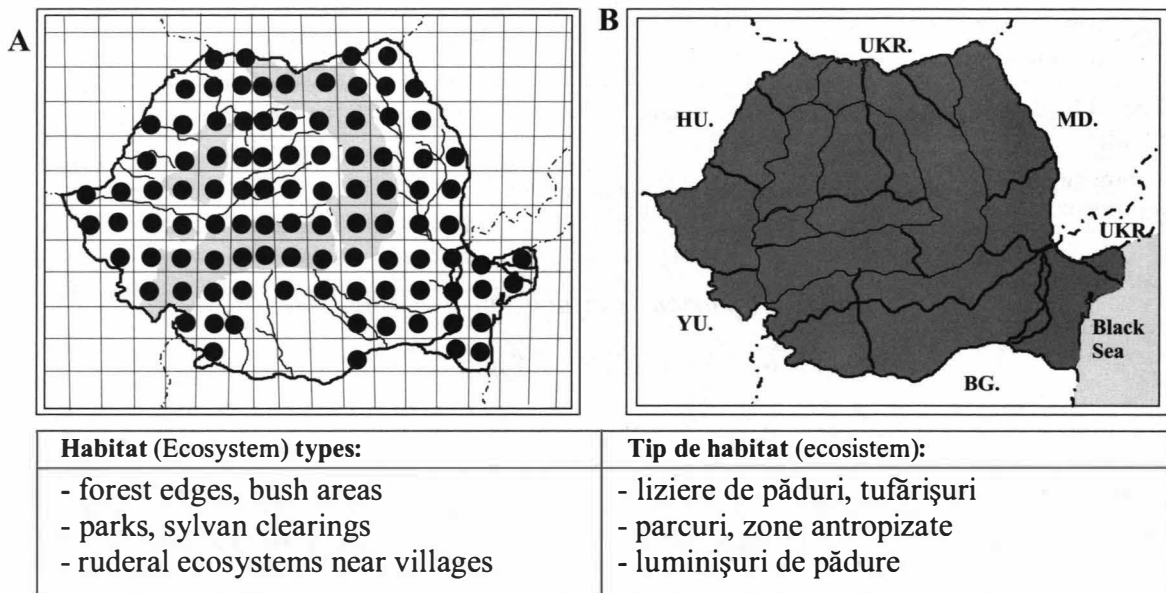 A
B
UKR.
HU.
MD.
UKR.
YU.
Black
Sea
BG.
Habitat (Ecosystem) types:
- forest edges, bush areas
- parks, sylvan clearings
- ruderal ecosystems near villages
Tip de habitat (ecosistem):
- liziere de păduri, tufărişuri
- parcuri, zone antropizate
- luminişuri de pădure